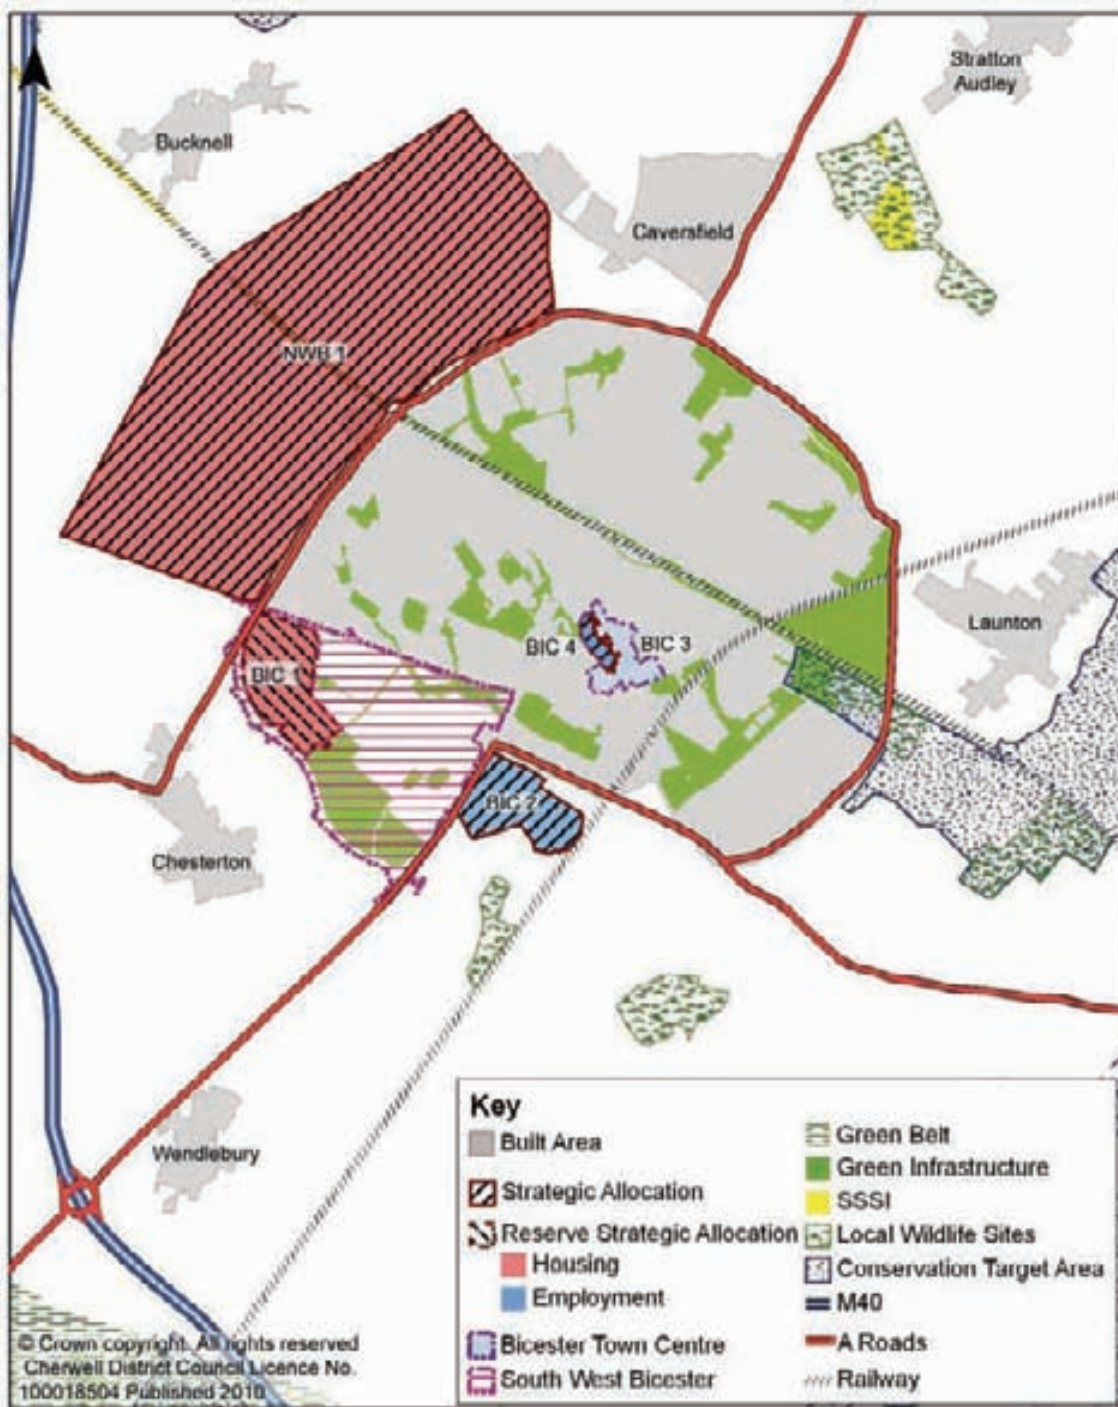 Stratton
Audley
Bucknell
Caversfield
NWB 1
Launton
BIC 4
BIC 3
BIC 1
BIC 2
Chesterton
Wendlebury
Key
Built Area
Strategic Allocation
Reserve Strategic Allocation
Housing
Employment
Bicester Town Centre
South West Bicester
Green Belt
Green Infrastructure
SSSI
Local Wildlife Sites
Conservation Target Area
M40
A Roads
Railway
© Crown copyright. All rights reserved
Cherwell District Council Licence No.
100018504 Published 2010